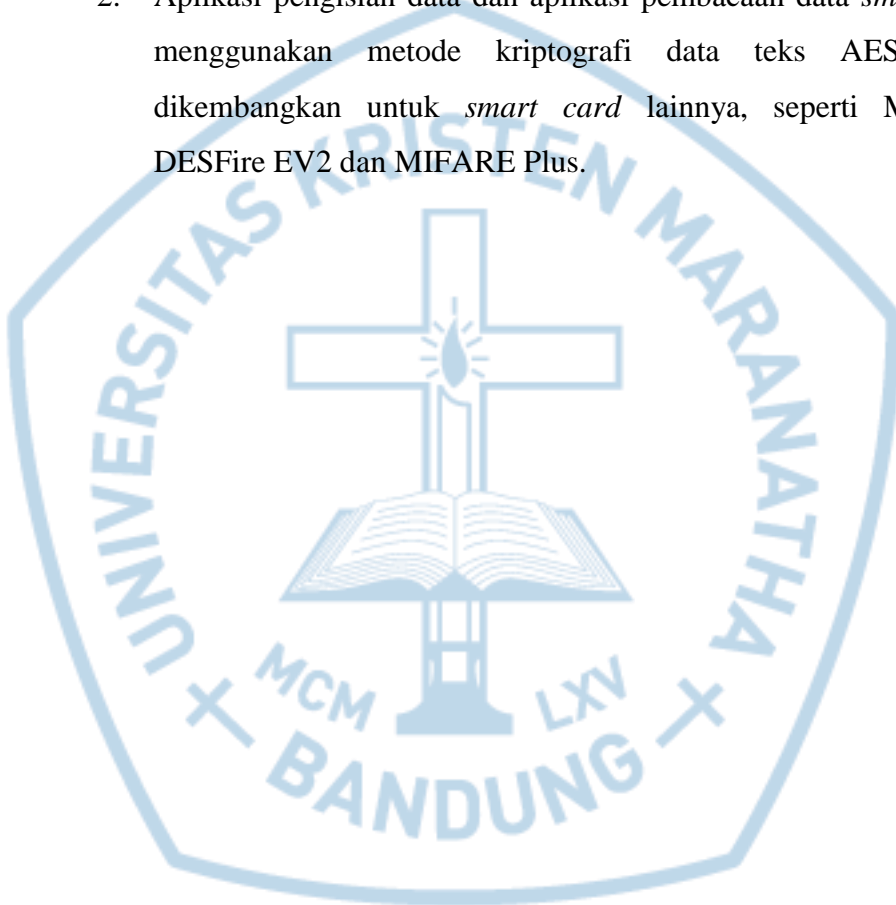 2. Aplikasi pengisian data dan aplikasi pembacaan data
menggunakan metode kriptografi data teks AES
dikembangkan untuk smart card lainnya, seperti
DESFire EV2 dan MIFARE Plus.
UNIVERSITAS KRISTEN MARANATHA
MCM LXV
BANDUNG